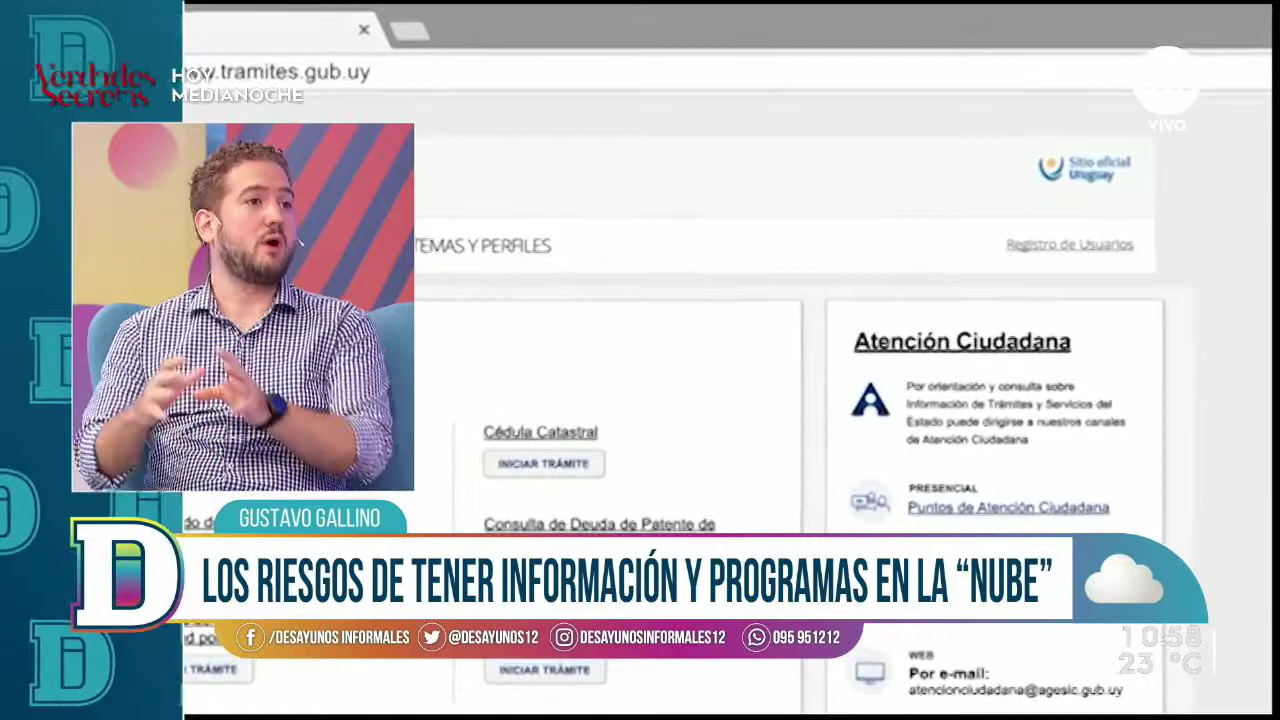 Verdades
Secretas
HOY
MEDIANOCHE
.tramites.gub.uy
VIVO
Sitio oficial
Uruguay
TEMAS Y PERFILES
Registro de Usuarios
Atención Ciudadana
Por orientación y consulta sobre
Información de Trámites y Servicios del
Estado puede dirigirse a nuestros canales
de Atención Ciudadana
Cédula Catastral
INICIAR TRÁMITE
PRESENCIAL
Puntos de Atención Ciudadana
Consulta de Deuda de Patente de
GUSTAVO GALLINO
D
LOS RIESGOS DE TENER INFORMACIÓN Y PROGRAMAS EN LA “NUBE”
/DESAYUNOS INFORMALES
@DESAYUNOS12
DESAYUNOSINFORMALES12
095 951212
10:58
23 °C
TRÁMITE
INICIAR TRÁMITE
WEB
Por e-mail:
atencionciudadana@agesic.gub.uy